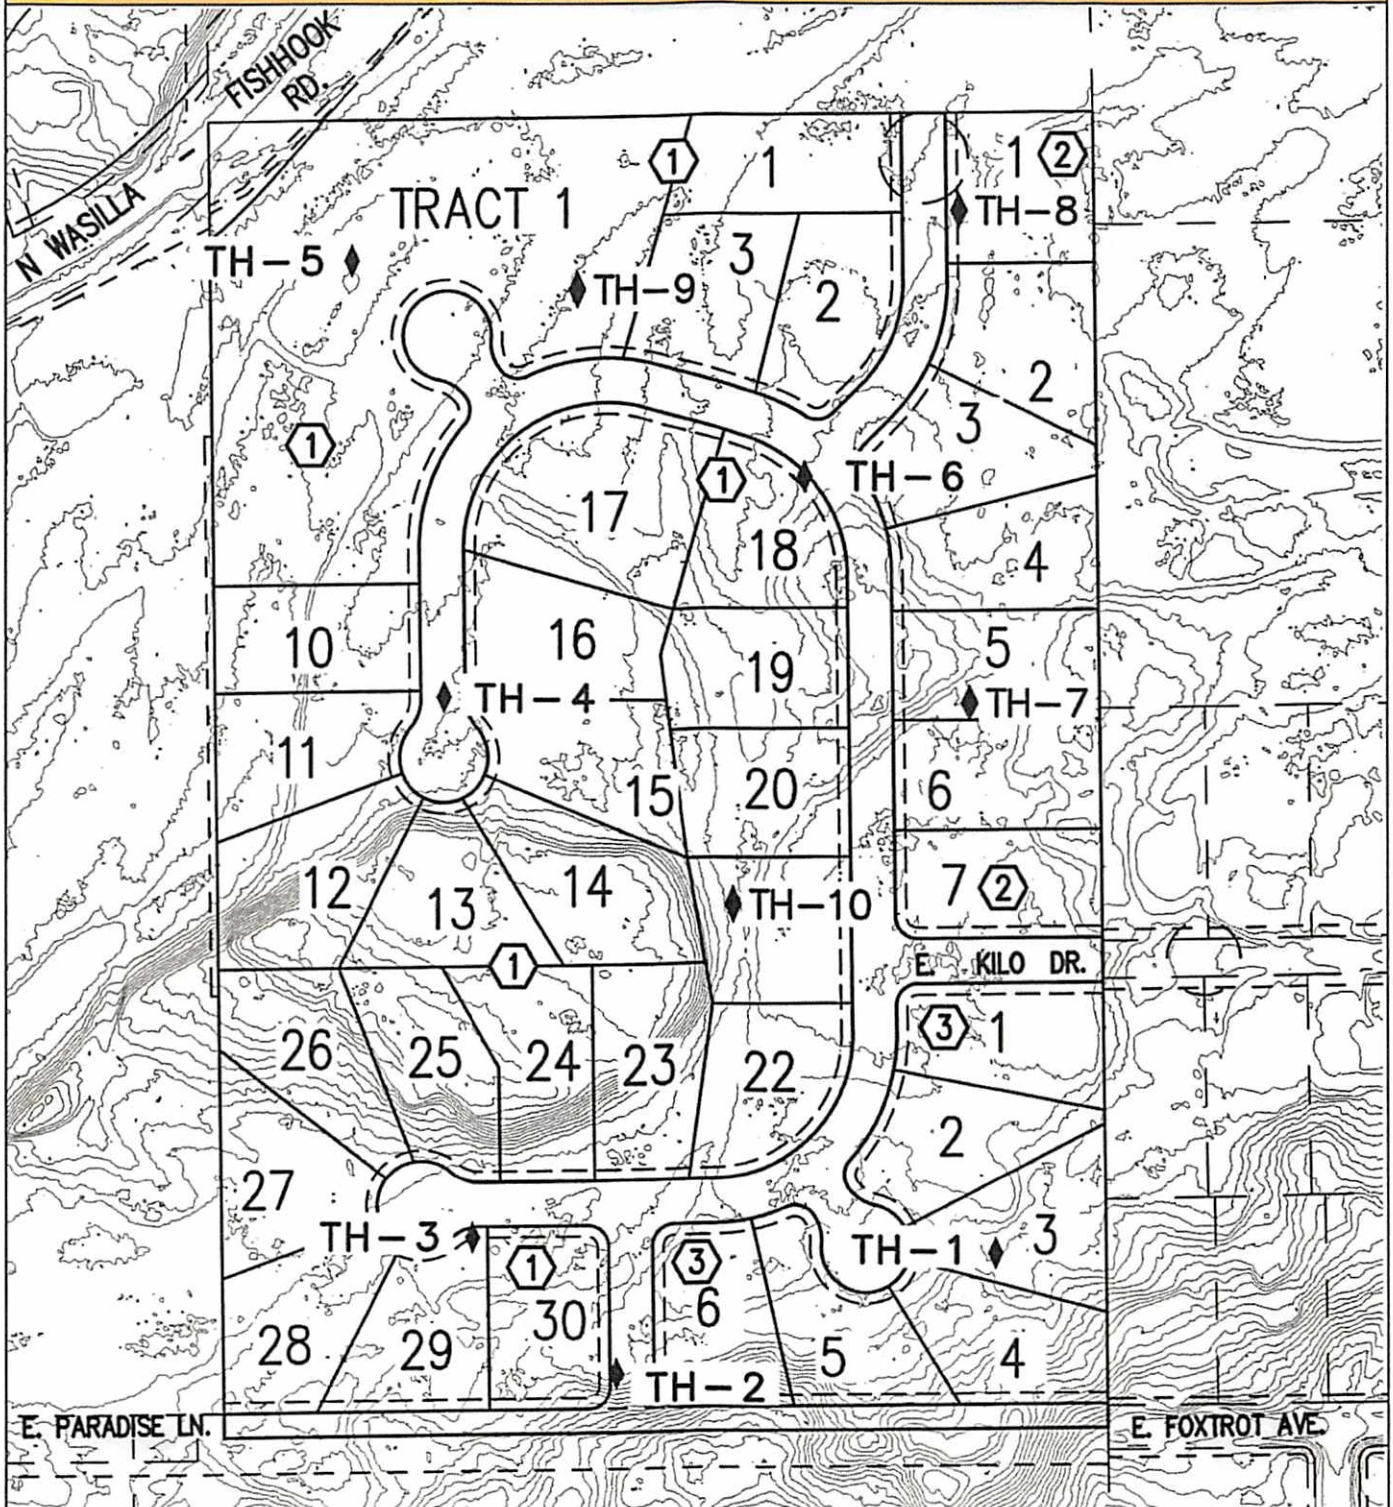 FISHHOOK
RD.
N WASILLA
TRACT 1
1
1
1
2
TH-8
TH-5
TH-9
3
2
2
3
1
1
TH-6
17
18
4
10
16
19
5
TH-4
TH-7
11
15
20
6
12
13
14
TH-10
7
2
1
E. KILO DR.
3
1
26
25
24
23
22
2
27
TH-3
1
30
3
6
TH-1
3
28
29
5
4
TH-2
E. PARADISE LN.
E. FOXTROT AVE.